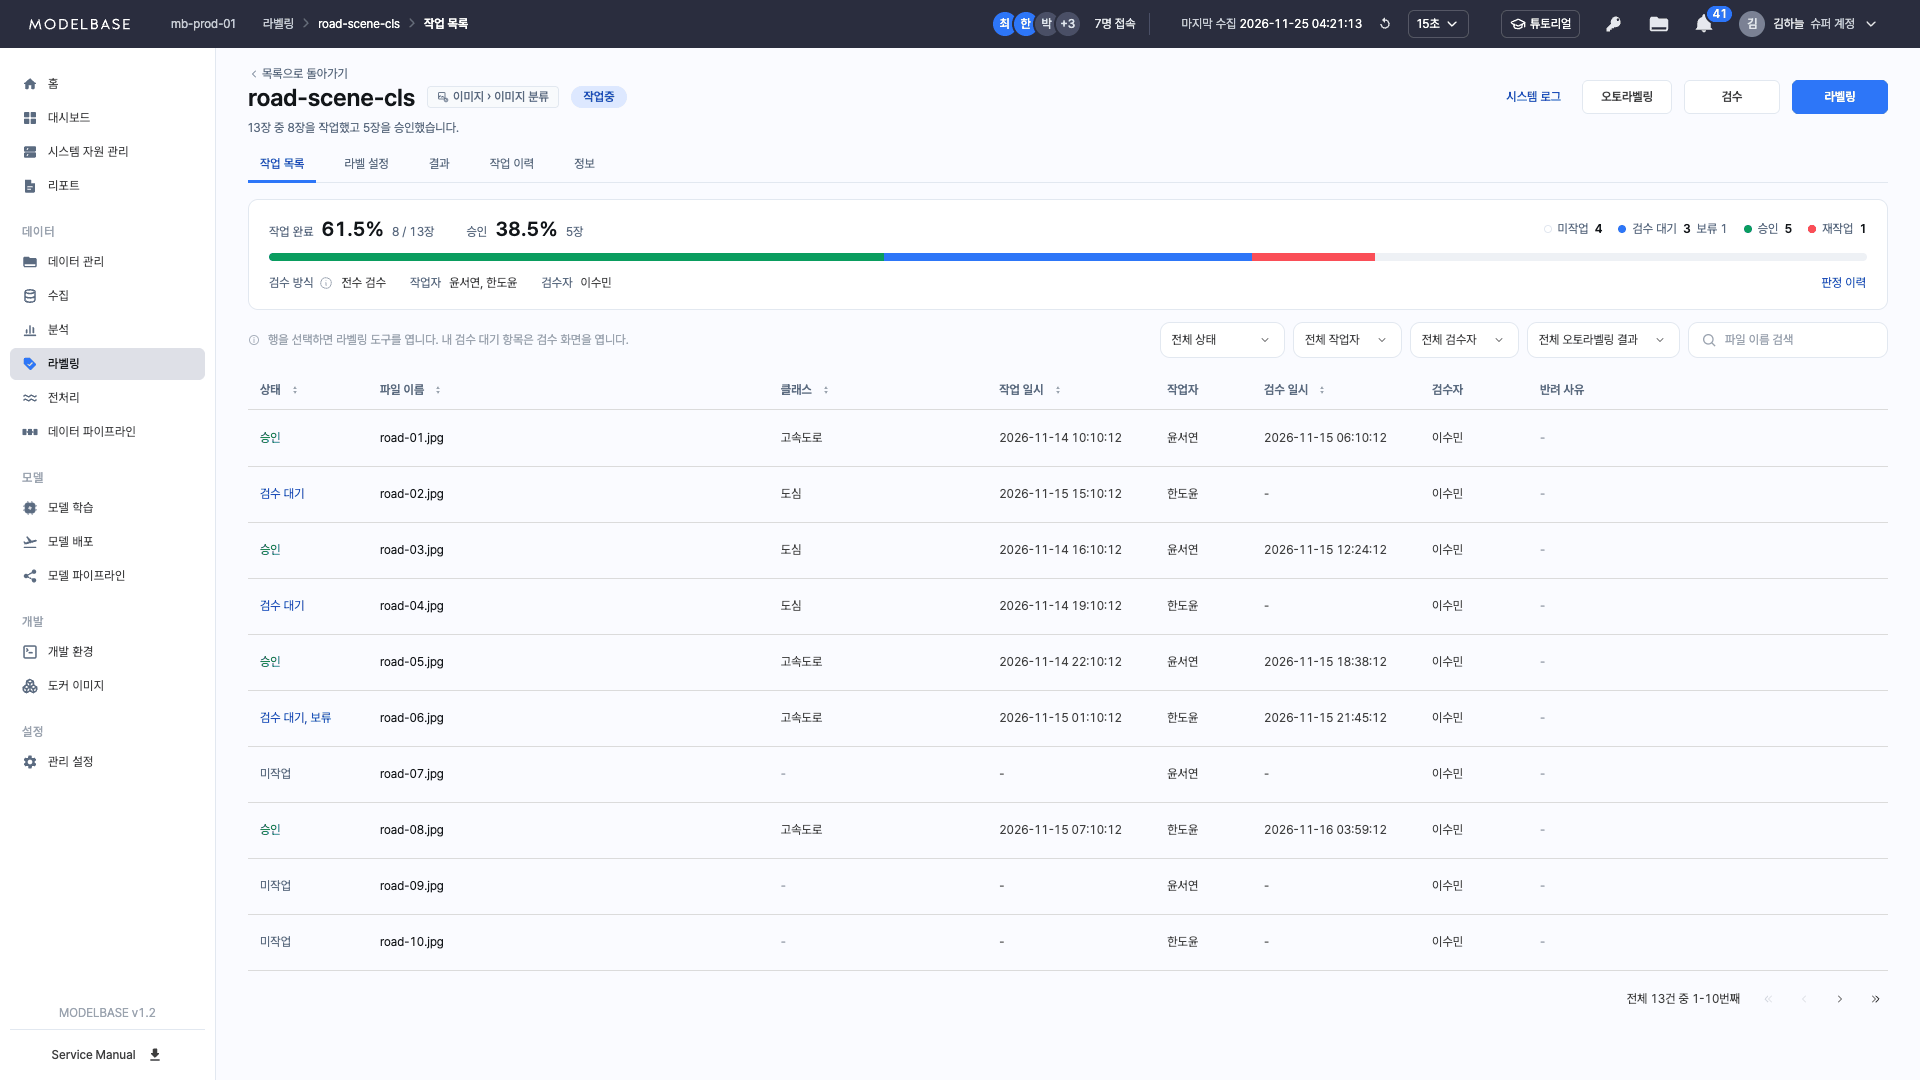 MODELBASE
mb-prod-01
라벨링 > road-scene-cls > 작업 목록
최 한 박 +3 7명 접속
마지막 수집 2026-11-25 04:21:13
15초
튜토리얼
41
김 김하늘 슈퍼 계정
홈
대시보드
시스템 자원 관리
리포트
데이터
데이터 관리
수집
분석
라벨링
전처리
데이터 파이프라인
모델
모델 학습
모델 배포
모델 파이프라인
개발
개발 환경
도커 이미지
설정
관리 설정
MODELBASE v1.2
Service Manual
목록으로 돌아가기
road-scene-cls 이미지 › 이미지 분류 작업중
13장 중 8장을 작업했고 5장을 승인했습니다.
시스템 로그 오토라벨링 검수 라벨링
작업 목록 라벨 설정 결과 작업 이력 정보
작업 완료 61.5% 8 / 13장 승인 38.5% 5장
미작업 4 검수 대기 3 보류 1 승인 5 재작업 1
검수 방식 전수 검수 작업자 윤서연, 한도윤 검수자 이수민
판정 이력
행을 선택하면 라벨링 도구를 엽니다. 내 검수 대기 항목은 검수 화면을 엽니다.
전체 상태 전체 작업자 전체 검수자 전체 오토라벨링 결과 파일 이름 검색
상태 파일 이름 클래스 작업 일시 작업자 검수 일시 검수자 반려 사유
승인 road-01.jpg 고속도로 2026-11-14 10:10:12 윤서연 2026-11-15 06:10:12 이수민 -
검수 대기 road-02.jpg 도심 2026-11-15 15:10:12 한도윤 - 이수민 -
승인 road-03.jpg 도심 2026-11-14 16:10:12 윤서연 2026-11-15 12:24:12 이수민 -
검수 대기 road-04.jpg 도심 2026-11-14 19:10:12 한도윤 - 이수민 -
승인 road-05.jpg 고속도로 2026-11-14 22:10:12 윤서연 2026-11-15 18:38:12 이수민 -
검수 대기, 보류 road-06.jpg 고속도로 2026-11-15 01:10:12 한도윤 2026-11-15 21:45:12 이수민 -
미작업 road-07.jpg - - 윤서연 - 이수민 -
승인 road-08.jpg 고속도로 2026-11-15 07:10:12 한도윤 2026-11-16 03:59:12 이수민 -
미작업 road-09.jpg - - 윤서연 - 이수민 -
미작업 road-10.jpg - - 한도윤 - 이수민 -
전체 13건 중 1-10번째 « ‹ › »